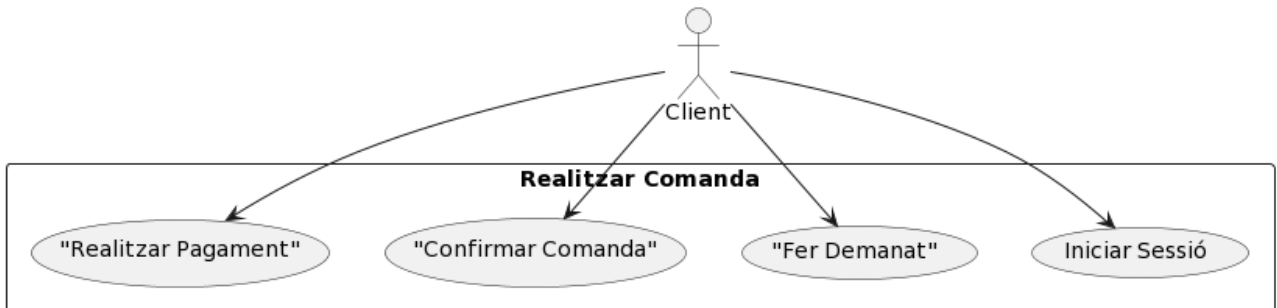 Client
Realitzar Comanda
"Realitzar Pagament"
"Confirmar Comanda"
"Fer Demanat"
Iniciar Sessió